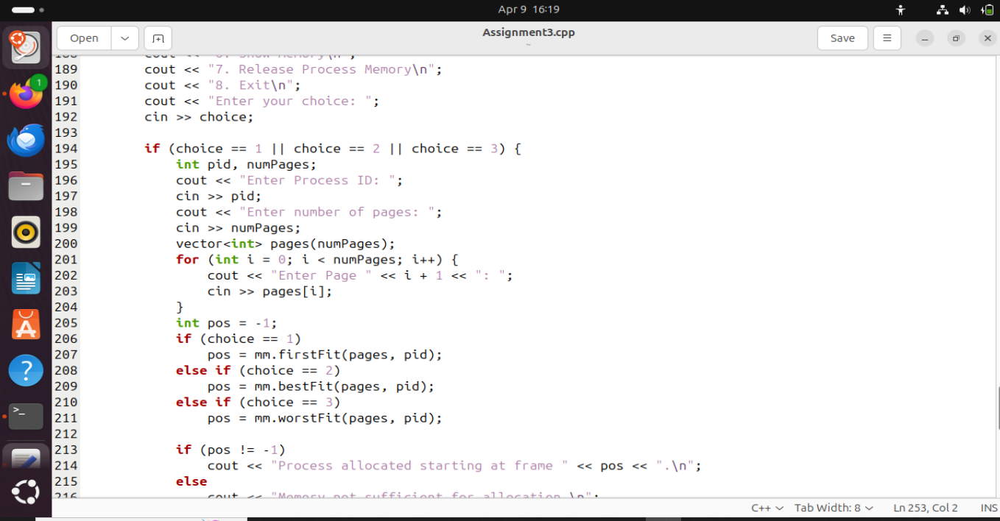 Apr 9 16:19
Open
Assignment3.cpp
~
Save
1
189 cout << "7. Release Process Memory\n";
190 cout << "8. Exit\n";
191 cout << "Enter your choice: ";
192 cin >> choice;
193
194 if (choice == 1 || choice == 2 || choice == 3) {
195 int pid, numPages;
196 cout << "Enter Process ID: ";
197 cin >> pid;
198 cout << "Enter number of pages: ";
199 cin >> numPages;
200 vector<int> pages(numPages);
201 for (int i = 0; i < numPages; i++) {
202 cout << "Enter Page " << i + 1 << ": ";
203 cin >> pages[i];
204 }
205 int pos = -1;
206 if (choice == 1)
207 pos = mm.firstFit(pages, pid);
208 else if (choice == 2)
209 pos = mm.bestFit(pages, pid);
210 else if (choice == 3)
211 pos = mm.worstFit(pages, pid);
212
213 if (pos != -1)
214 cout << "Process allocated starting at frame " << pos << ".\n";
215 else
216 cout << "Memory not sufficient for allocation.\n";
C++ Tab Width: 8 Ln 253, Col 2 INS